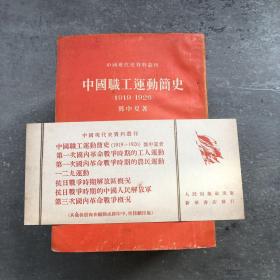 中國現代史資料叢刊
中國職工運動簡史
1919-1926
鄧中夏著
中國現代史資料叢刊
中國職工運動簡史(1919—1926) 鄧中夏著
第一次國內革命戰爭時期的工人運動
第一次國內革命戰爭時期的農民運動
一二九運動
抗日戰爭時期解放區概況
抗日戰爭時期的中國人民解放軍
第三次國內革命戰爭概況
人民出版社出版
新華書店發行